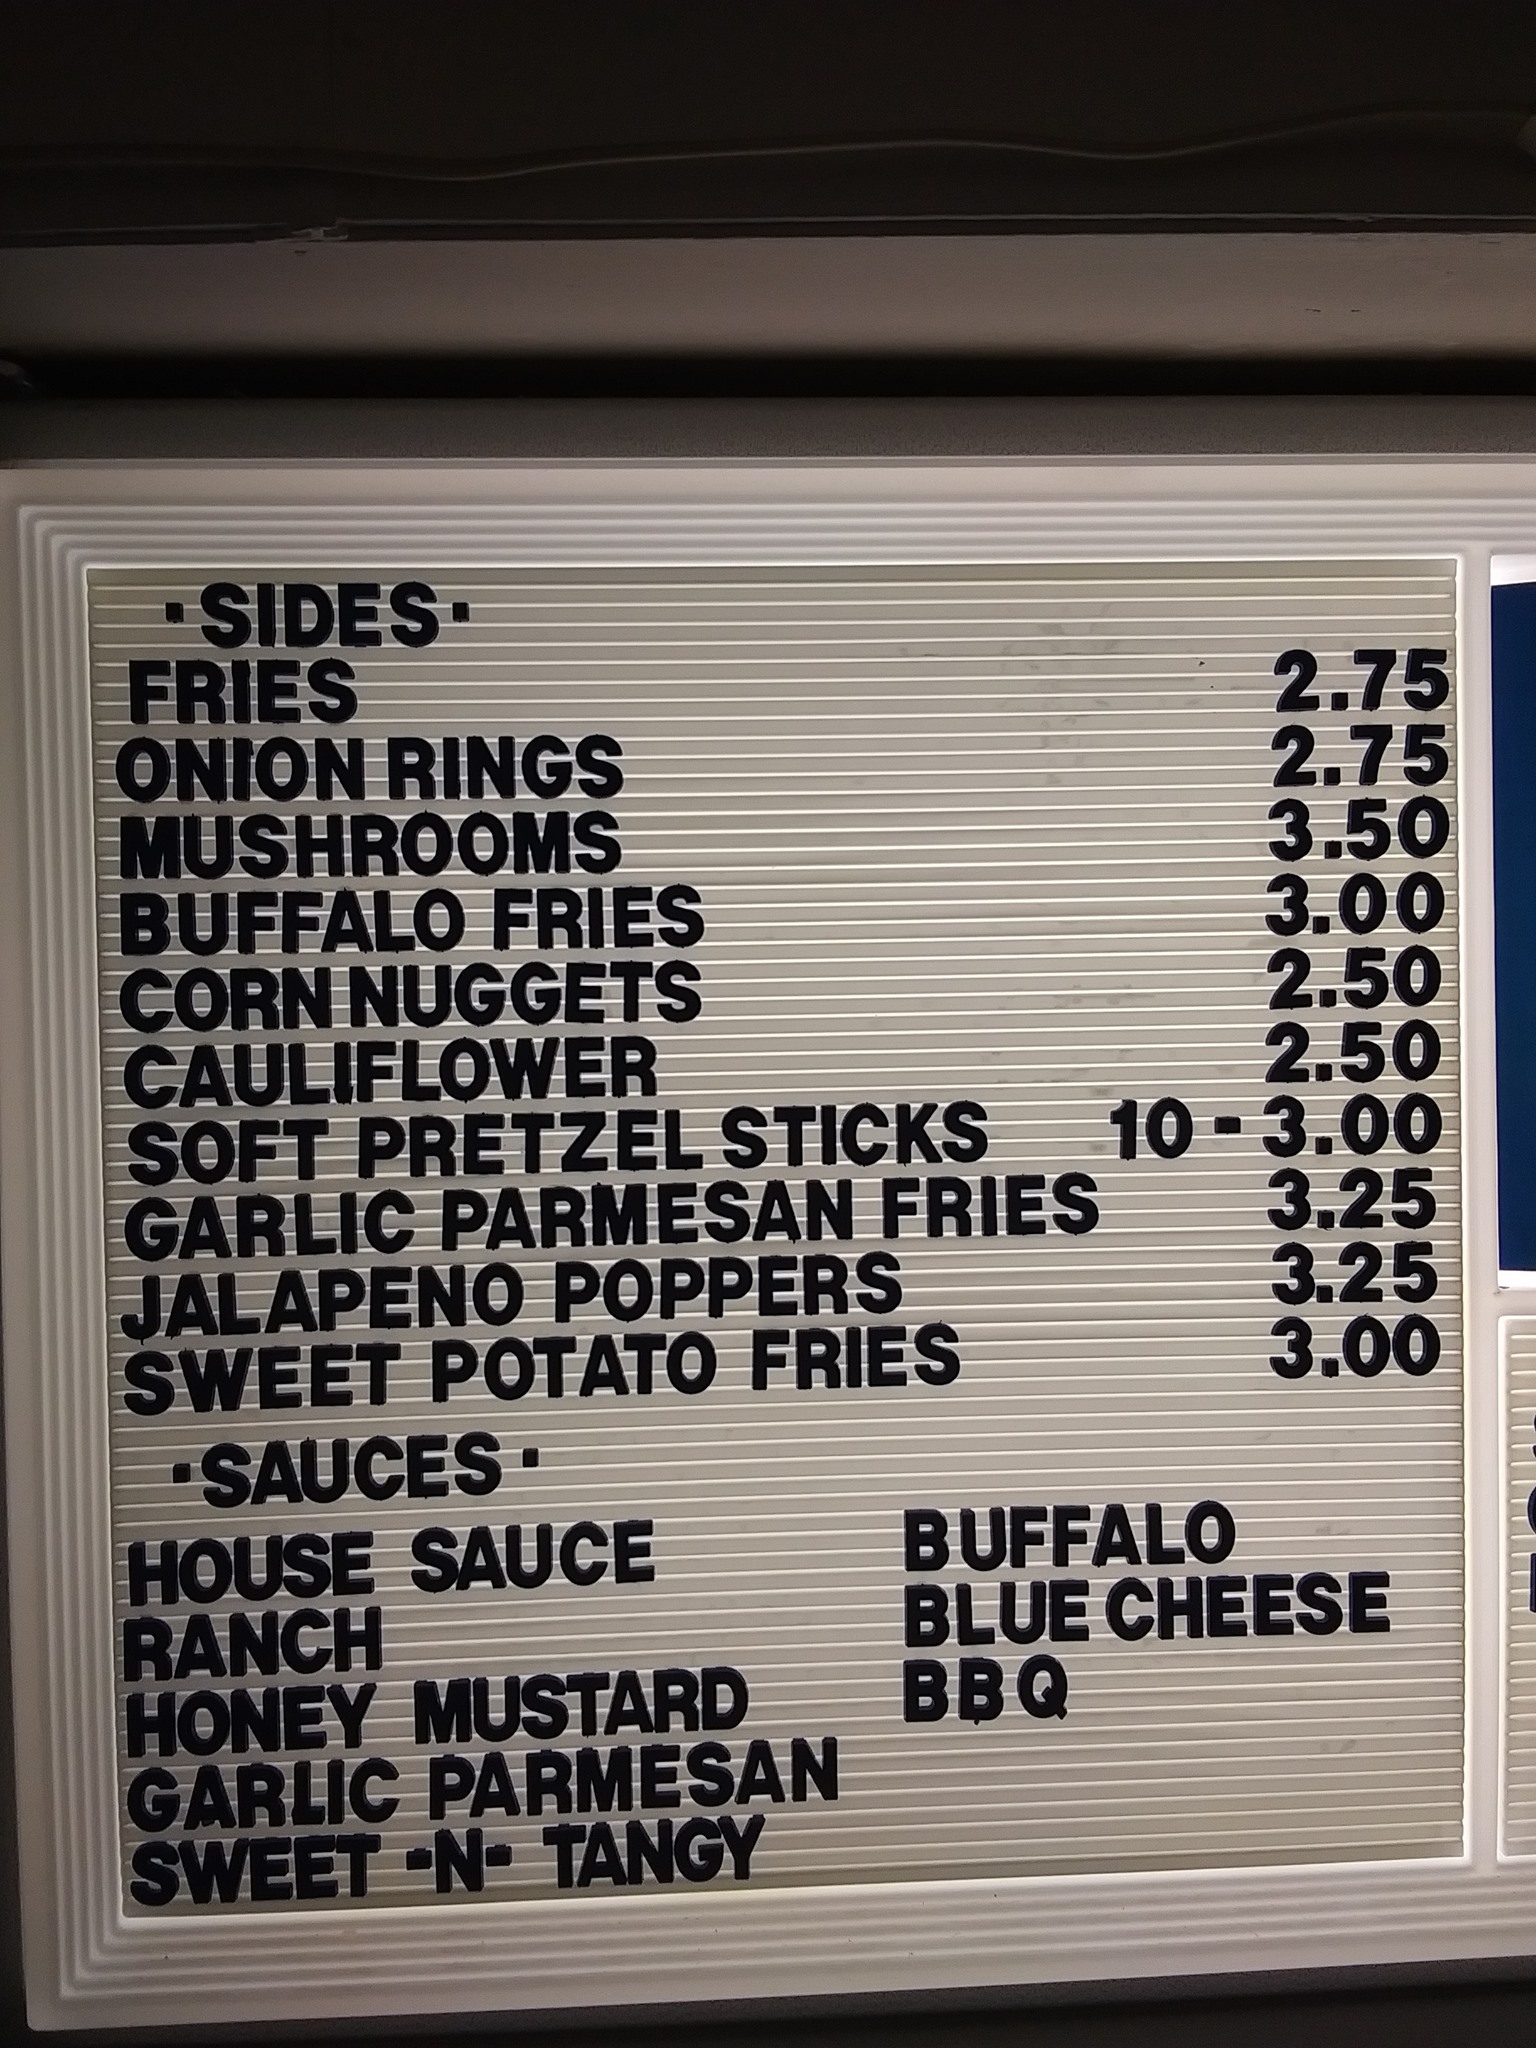 ·SIDES·
FRIES 2.75
ONION RINGS 2.75
MUSHROOMS 3.50
BUFFALO FRIES 3.00
CORN NUGGETS 2.50
CAULIFLOWER 2.50
SOFT PRETZEL STICKS 10-3.00
GARLIC PARMESAN FRIES 3.25
JALAPENO POPPERS 3.25
SWEET POTATO FRIES 3.00
·SAUCES·
HOUSE SAUCE BUFFALO
RANCH BLUE CHEESE
HONEY MUSTARD BBQ
GARLIC PARMESAN
SWEET -N- TANGY